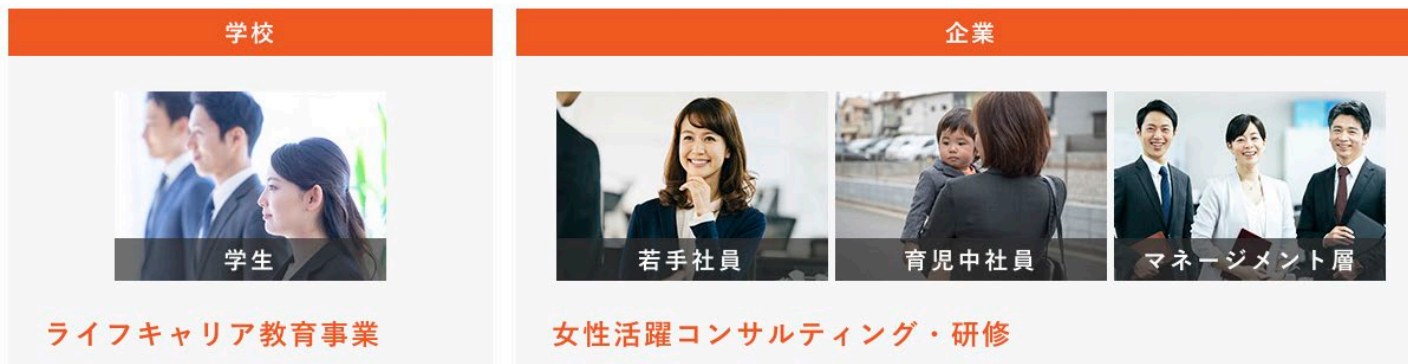 学校
学生
ライフキャリア教育事業
企業
若手社員
育児中社員
マネージメント層
女性活躍コンサルティング・研修